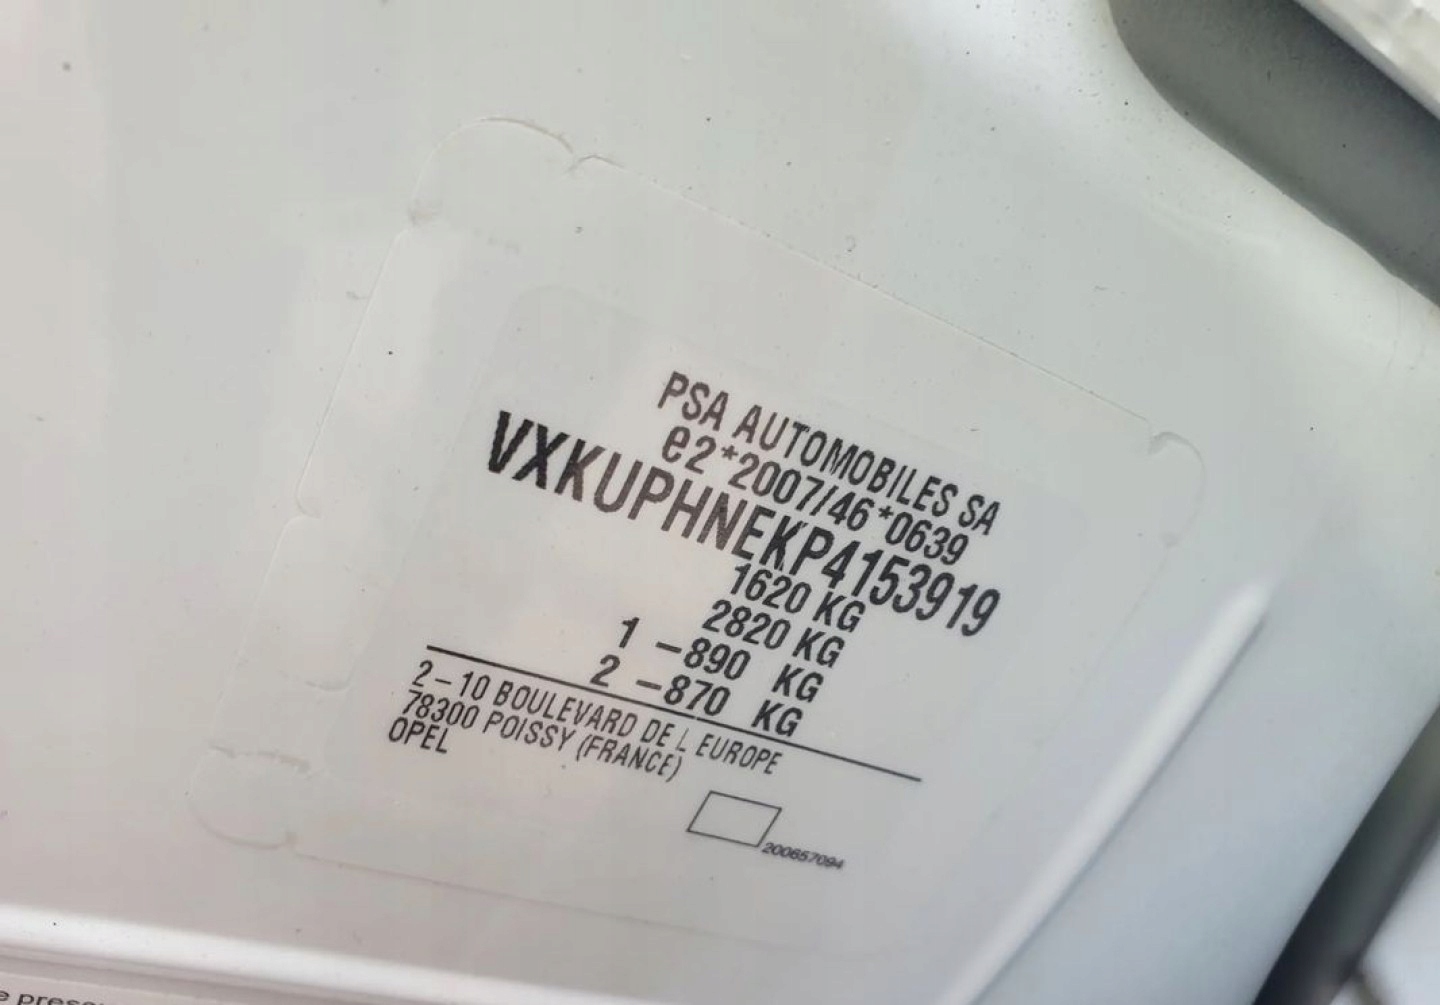 PSA AUTOMOBILES SA
e2*2007/46*0639
VXKUPHNEKP4153919
1620 KG
2820 KG
1 – 890 KG
2 – 870 KG
2 – 10 BOULEVARD DE L EUROPE
78300 POISSY (FRANCE)
OPEL
200657094